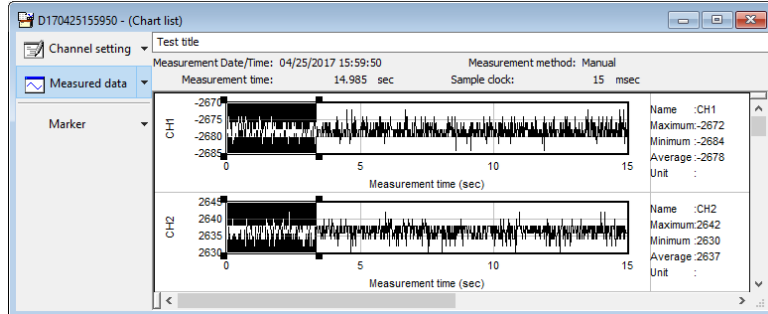 D170425155950 - (Chart list)
Channel setting
Test title
Measurement Date/Time: 04/25/2017 15:59:50 Measurement method: Manual
Measured data
Measurement time: 14.985 sec Sample clock: 15 msec
Marker
CH1
-2670
-2675
-2680
-2685
0 5 10 15
Measurement time (sec)
Name :CH1
Maximum:-2672
Minimum :-2684
Average :-2678
Unit :
CH2
2645
2640
2635
2630
0 5 10 15
Measurement time (sec)
Name :CH2
Maximum:2642
Minimum :2630
Average :2637
Unit :